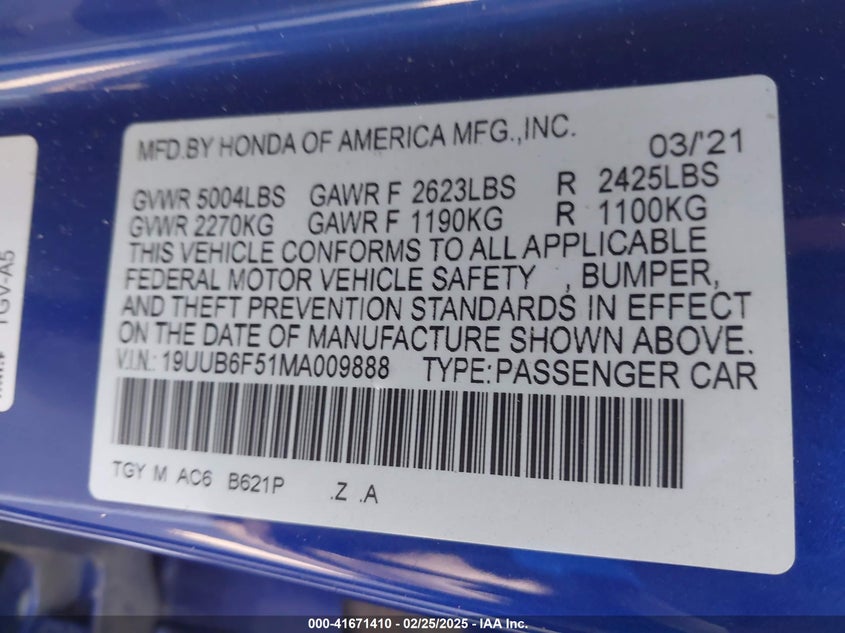 MFD.BY HONDA OF AMERICA MFG.,INC. 03/'21
GVWR 5004LBS GAWR F 2623LBS R 2425LBS
GVWR 2270KG GAWR F 1190KG R 1100KG
THIS VEHICLE CONFORMS TO ALL APPLICABLE
FEDERAL MOTOR VEHICLE SAFETY , BUMPER,
AND THEFT PREVENTION STANDARDS IN EFFECT
ON THE DATE OF MANUFACTURE SHOWN ABOVE.
V.I.N.: 19UUB6F51MA009888 TYPE:PASSENGER CAR
TGY M AC6 B621P .Z .A
TGV-A5
000-41671410 — 02/25/2025 — © IAA Inc.